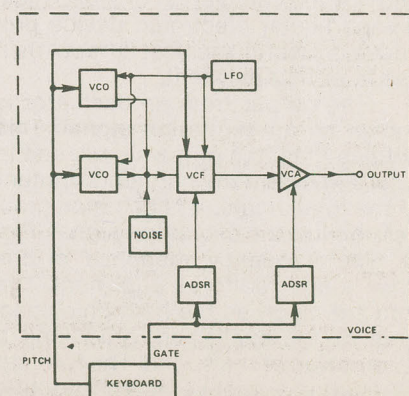 LFO
VCO
VCO
VCF
VCA
OUTPUT
NOISE
ADSR
ADSR
VOICE
PITCH
GATE
KEYBOARD